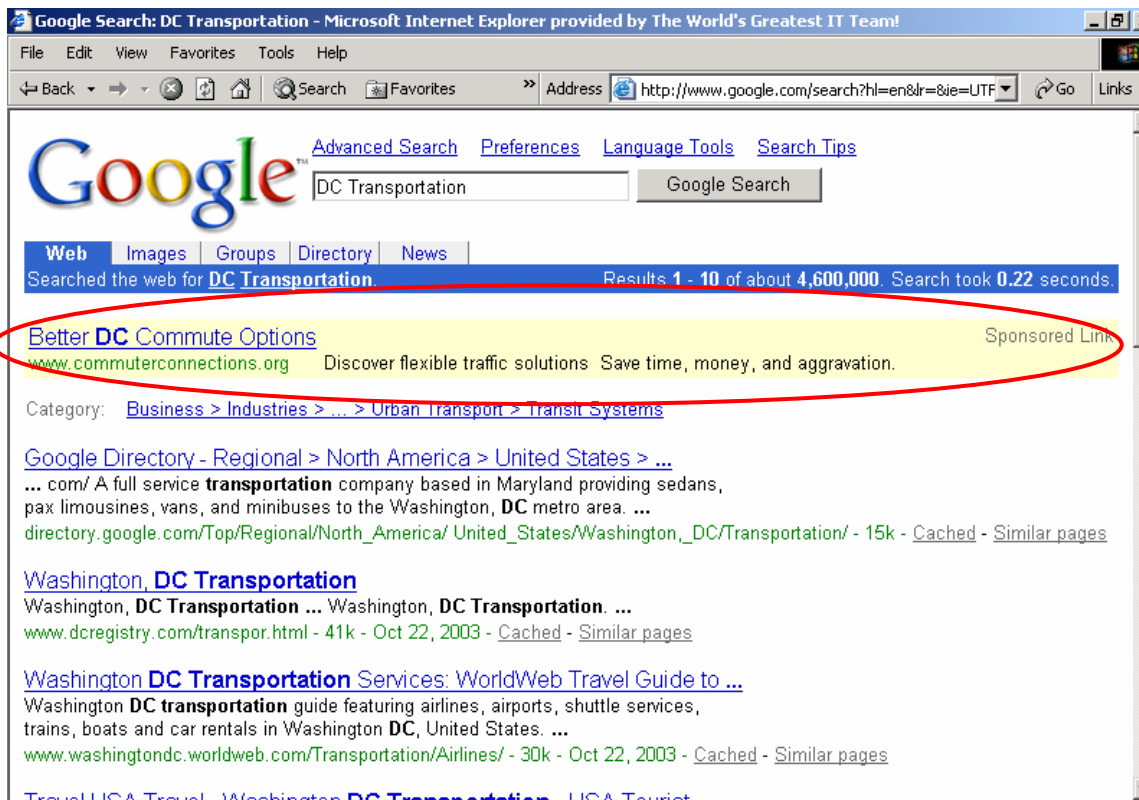 Google Search: DC Transportation - Microsoft Internet Explorer provided by The World's Greatest IT Team!
File Edit View Favorites Tools Help
Back Search Favorites » Address http://www.google.com/search?hl=en&lr=&ie=UTF Go Links
Google™
Advanced Search Preferences Language Tools Search Tips
DC Transportation Google Search
Web Images Groups Directory News
Searched the web for DC Transportation. Results 1 - 10 of about 4,600,000. Search took 0.22 seconds.
Better DC Commute Options Sponsored Link
www.commuterconnections.org Discover flexible traffic solutions Save time, money, and aggravation.
Category: Business > Industries > ... > Urban Transport > Transit Systems
Google Directory - Regional > North America > United States > ...
... com/ A full service transportation company based in Maryland providing sedans,
pax limousines, vans, and minibuses to the Washington, DC metro area. ...
directory.google.com/Top/Regional/North_America/ United_States/Washington,_DC/Transportation/ - 15k - Cached - Similar pages
Washington, DC Transportation
Washington, DC Transportation ... Washington, DC Transportation. ...
www.dcregistry.com/transpor.html - 41k - Oct 22, 2003 - Cached - Similar pages
Washington DC Transportation Services: WorldWeb Travel Guide to ...
Washington DC transportation guide featuring airlines, airports, shuttle services,
trains, boats and car rentals in Washington DC, United States. ...
www.washingtondc.worldweb.com/Transportation/Airlines/ - 30k - Oct 22, 2003 - Cached - Similar pages
Travel USA Travel - Washington DC Transportation - USA Tourist